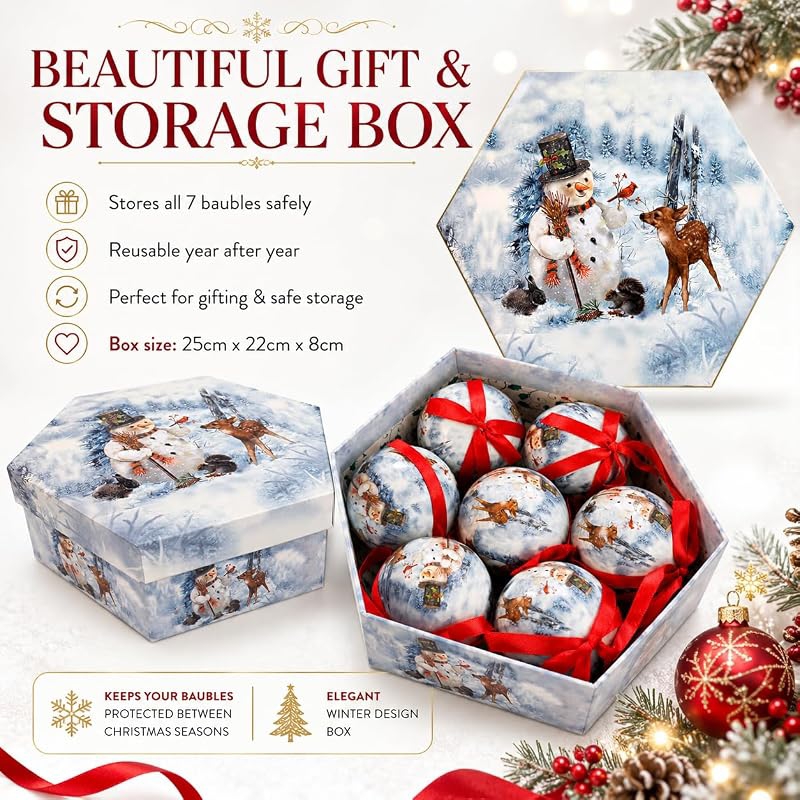 BEAUTIFUL GIFT &
STORAGE BOX
Stores all 7 baubles safely
Reusable year after year
Perfect for gifting & safe storage
Box size: 25cm x 22cm x 8cm
KEEPS YOUR BAUBLES
PROTECTED BETWEEN
CHRISTMAS SEASONS
ELEGANT
WINTER DESIGN
BOX